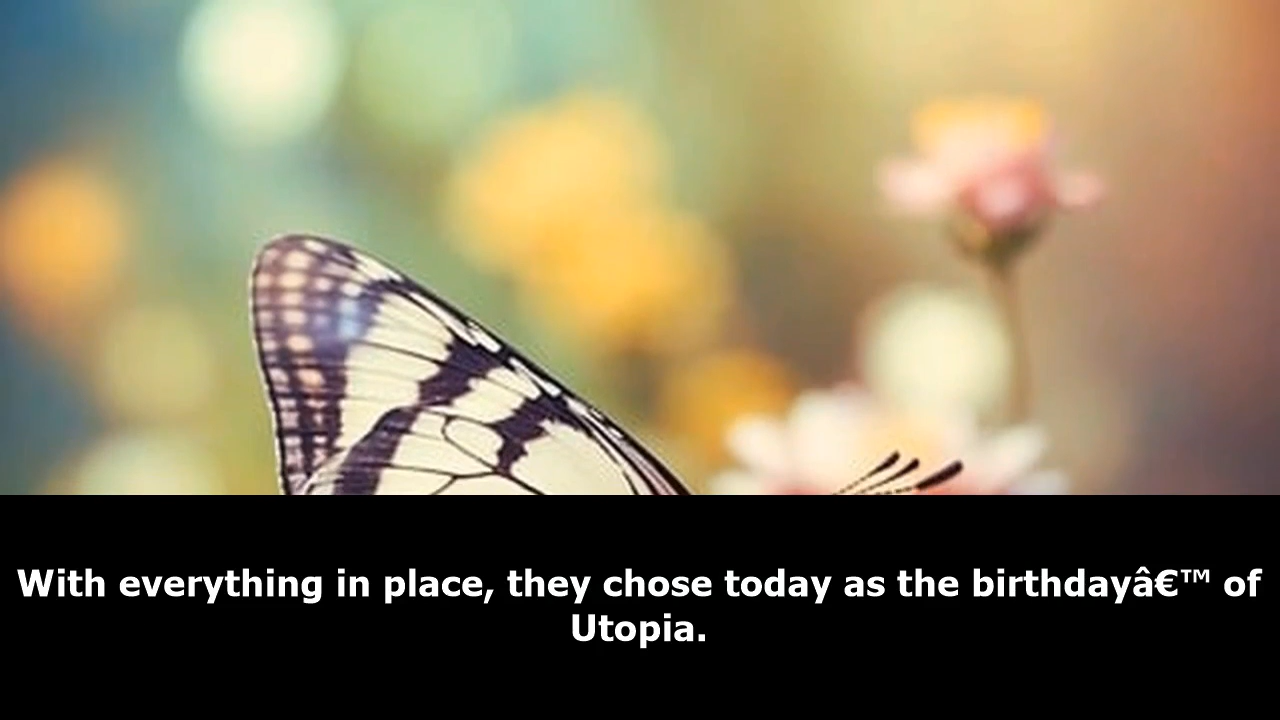 With everything in place, they chose today as the birthdayâ€™ of
Utopia.